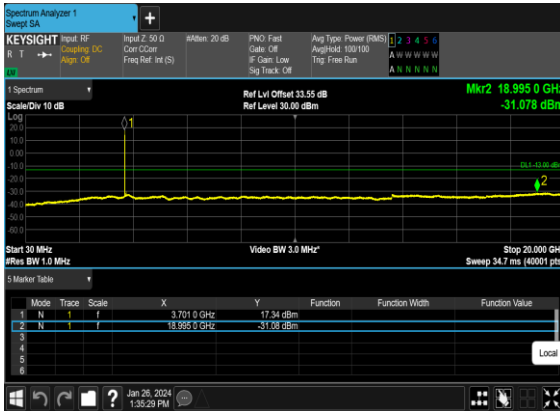 Spectrum Analyzer 1
Swept SA
+
KEYSIGHT Input: RF Input Z: 50 Ω #Atten: 20 dB PNO: Fast Avg Type: Power (RMS) 1 2 3 4 5 6
R T Coupling: DC Corr CCorr Gate: Off Avg|Hold: 100/100 A W W W W W
Align: Off Freq Ref: Int (S) IF Gain: Low Trig: Free Run
Sig Track: Off A N N N N N
1 Spectrum Ref Lvl Offset 33.55 dB Mkr2 18.995 0 GHz
Scale/Div 10 dB Ref Level 30.00 dBm -31.078 dBm
Log
20.0
10.0
0.00
-10.0
-20.0
-30.0
-40.0
-50.0
-60.0
1
DL1 -13.00 dBm
2
Start 30 MHz Video BW 3.0 MHz* Stop 20.000 GH
#Res BW 1.0 MHz Sweep 34.7 ms (40001 pts
5 Marker Table
Mode Trace Scale X Y Function Function Width Function Value
1 N 1 f 3.701 0 GHz 17.34 dBm
2 N 1 f 18.995 0 GHz -31.08 dBm
3
4
5
6
Local
? Jan 26, 2024
1:35:29 PM